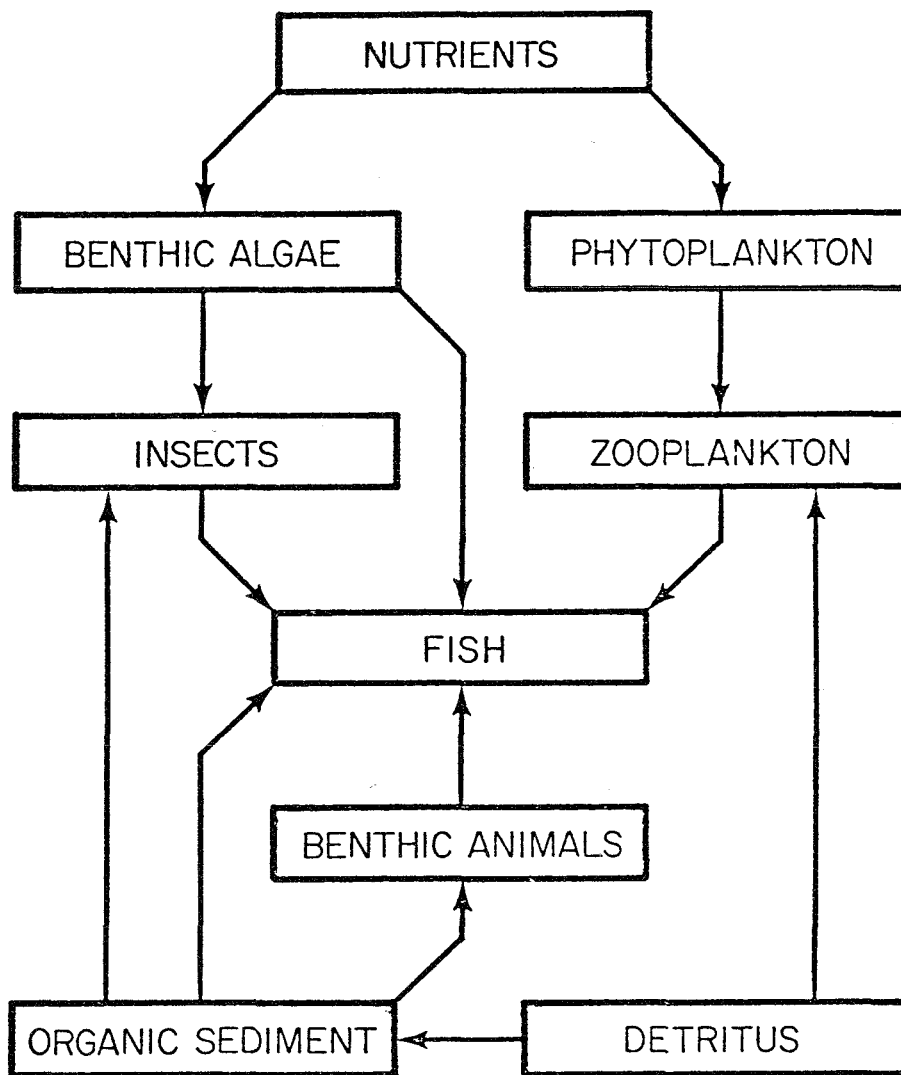 NUTRIENTS
BENTHIC ALGAE
PHYTOPLANKTON
INSECTS
ZOOPLANKTON
FISH
BENTHIC ANIMALS
ORGANIC SEDIMENT
DETRITUS